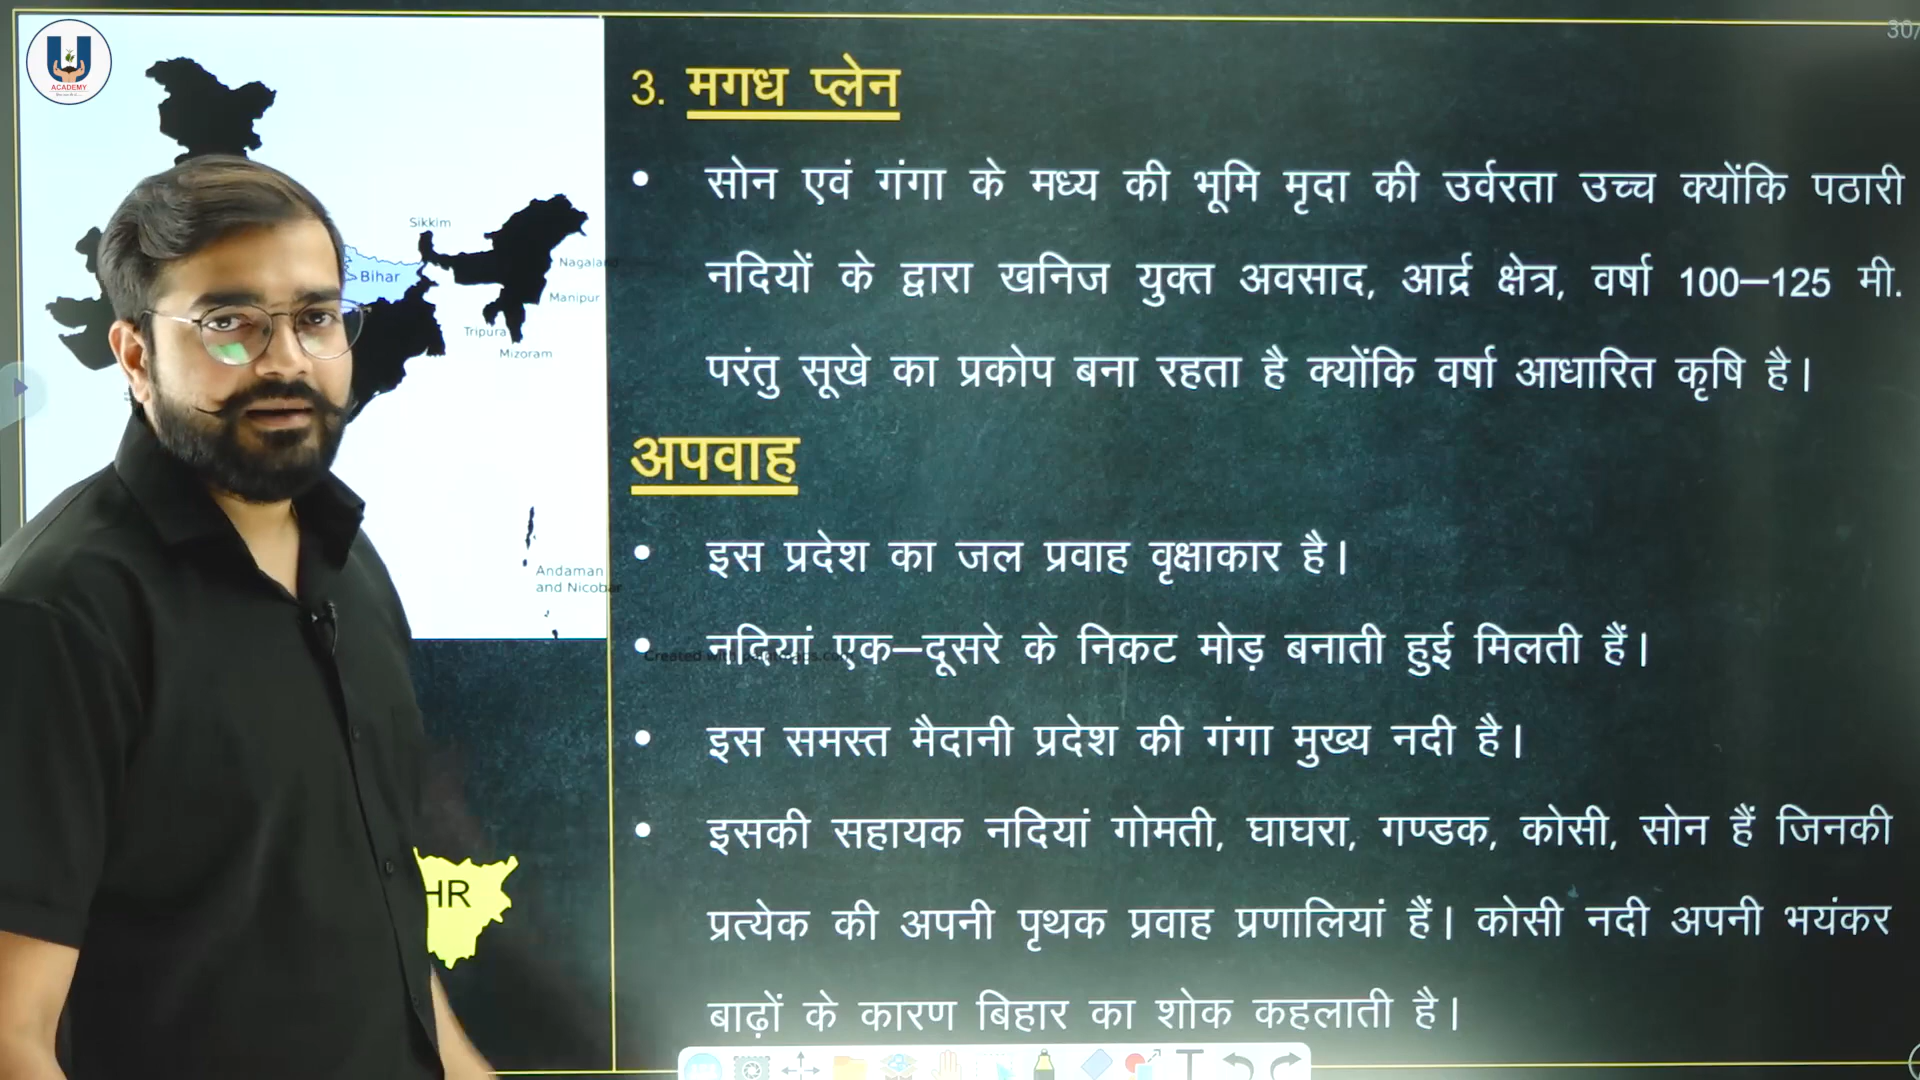 U
ACADEMY
30/
3. मगध प्लेन
• सोन एवं गंगा के मध्य की भूमि मृदा की उर्वरता उच्च क्योंकि पठारी
नदियों के द्वारा खनिज युक्त अवसाद, आर्द्र क्षेत्र, वर्षा 100–125 मी.
परंतु सूखे का प्रकोप बना रहता है क्योंकि वर्षा आधारित कृषि है।
अपवाह
• इस प्रदेश का जल प्रवाह वृक्षाकार है।
• नदियां एक–दूसरे के निकट मोड़ बनाती हुई मिलती हैं।
• इस समस्त मैदानी प्रदेश की गंगा मुख्य नदी है।
• इसकी सहायक नदियां गोमती, घाघरा, गण्डक, कोसी, सोन हैं जिनकी
प्रत्येक की अपनी पृथक प्रवाह प्रणालियां हैं। कोसी नदी अपनी भयंकर
बाढ़ों के कारण बिहार का शोक कहलाती है।
Sikkim
Nagaland
Bihar
Manipur
Tripura
Mizoram
Andaman
and Nicobar
Created with
HR
T